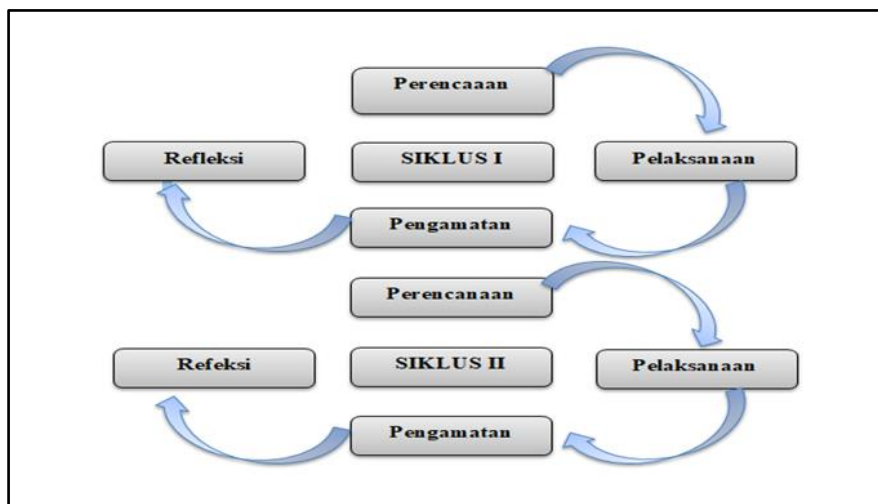 Perencaaan
Refleksi
SIKLUS I
Pelaksanaan
Pengamatan
Perencanaan
Refeksi
SIKLUS II
Pelaksanaan
Pengamatan